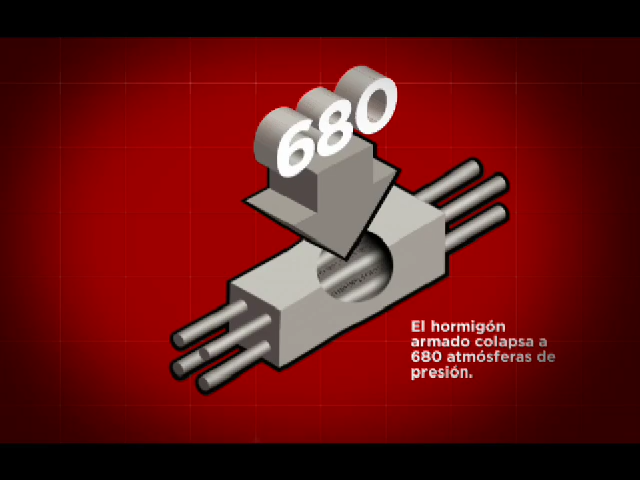 680
El hormigón
armado colapsa a
680 atmósferas de
presión.